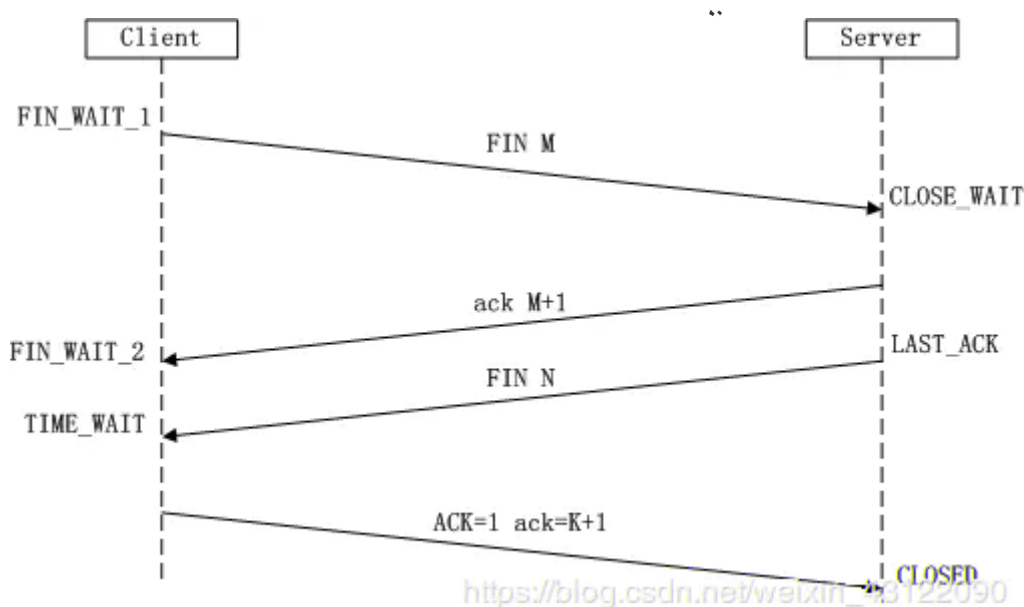 Client
Server
FIN_WAIT_1
FIN M
CLOSE_WAIT
ack M+1
FIN_WAIT_2
LAST_ACK
FIN N
TIME_WAIT
ACK=1 ack=K+1
CLOSED
https://blog.csdn.net/weixin_43122090